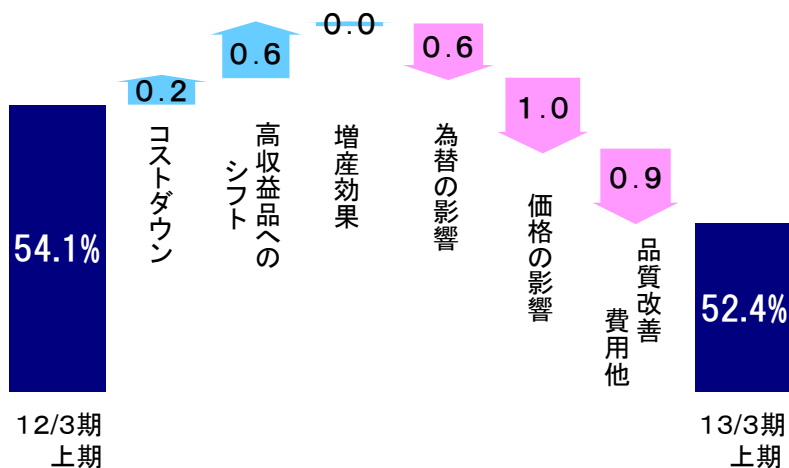 0.2
0.6
0.0
0.6
1.0
0.9
コストダウン
高収益品への
シフト
増産効果
為替の影響
価格の影響
品質改善
費用他
54.1%
52.4%
12/3期
上期
13/3期
上期